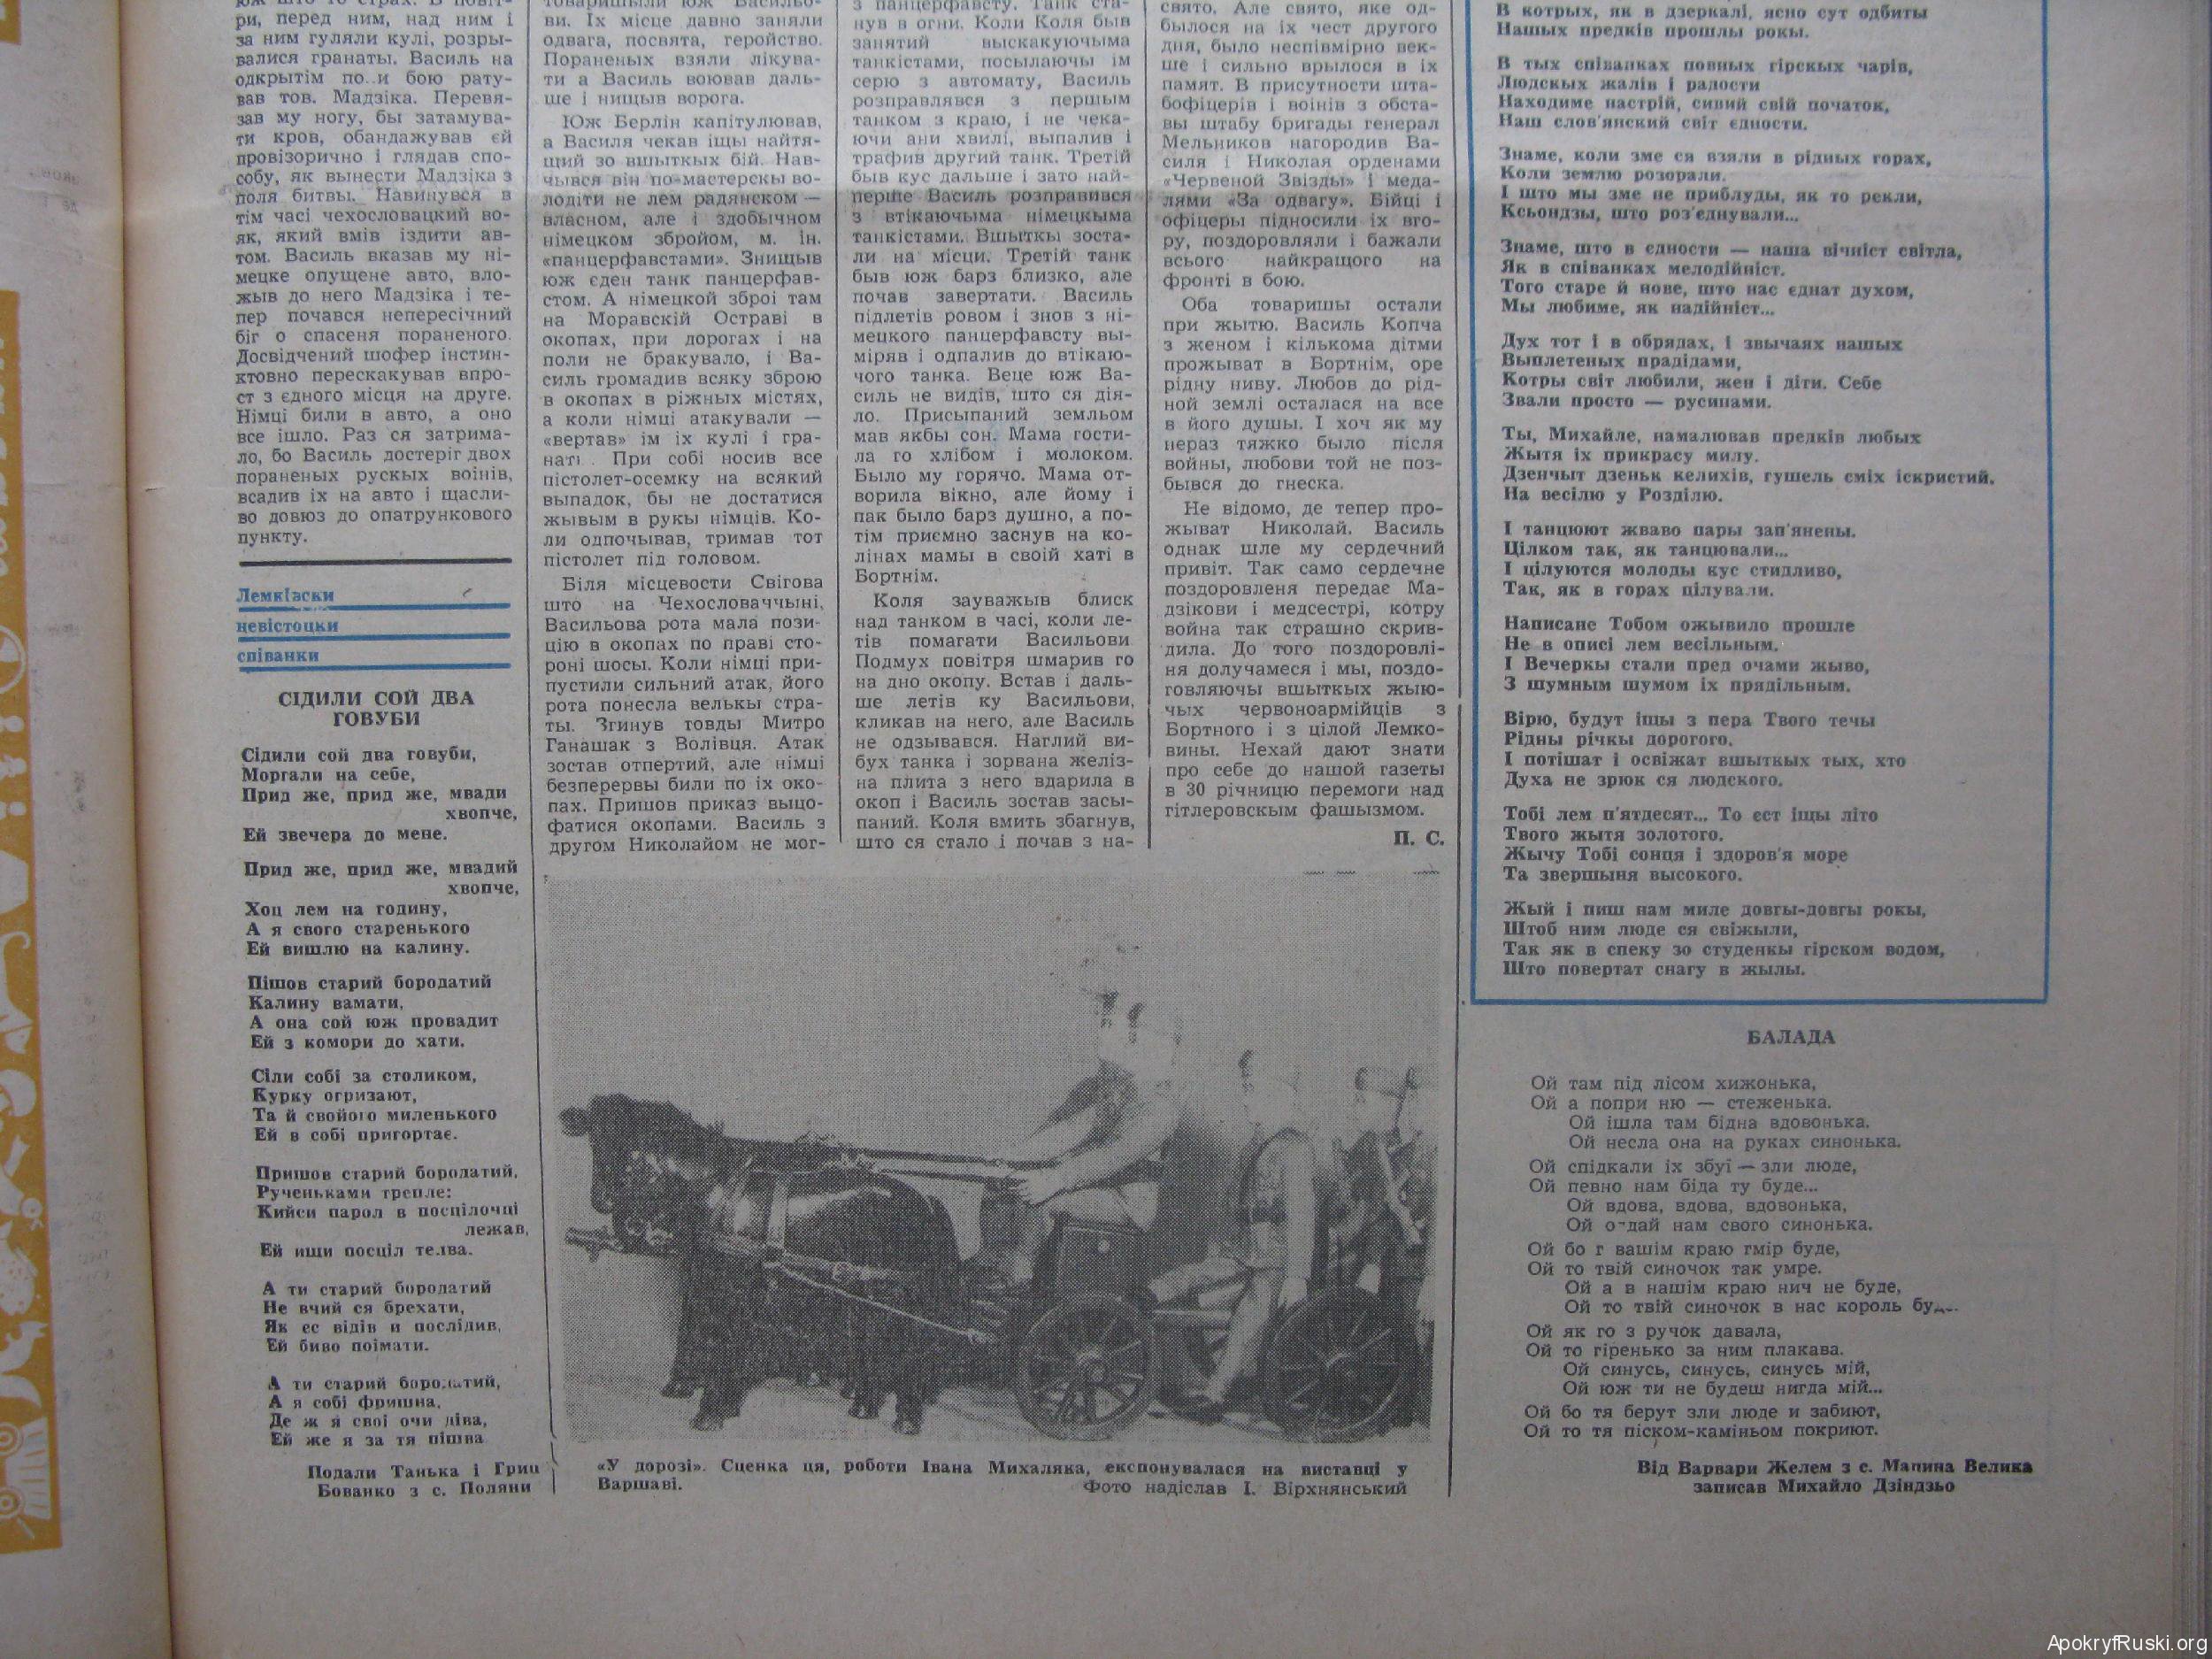 ри, перед ним, над ним і
за ним гуляли кулі, розры-
валися гранаты. Василь на
одкрытім по и бою рату-
вав тов. Мадзіка. Перевя-
зав му ногу, бы затамува-
ти кров, обандажував єй
провізорично і глядав спо-
собу, як вынести Мадзіка з
поля битвы. Навинувся в
тім часі чехословацкий во-
як, який вмів іздити ав-
том. Василь вказав му ні-
мецке опущене авто, вло-
жыв до него Мадзіка і те-
пер почався непересічний
біг о спасеня пораненого.
Досвідчений шофер інстин-
ктовно перескакував впро-
ст з єдного місця на друге.
Німці били в авто, а оно
все ішло. Раз ся затрима-
ло, бо Василь достеріг двох
пораненых рускых воінів,
всадив іх на авто і щасли-
во довюз до опатрункового
пункту.
Лемківски
невістоцки
співанки
СІДИЛИ СОЙ ДВА
ГОВУБИ
Сідили сой два говуби,
Моргали на себе,
Прид же, прид же, мвади
хвопче,
Ей звечера до мене.
Прид же, прид же, мвадий
хвопче,
Хоц лем на годину,
А я свого старенького
Ей вишлю на калину.
Пішов старий бородатий
Калину вамати,
А она сой юж провадит
Ей з комори до хати.
Сіли собі за столиком,
Курку огризают,
Та й свойого миленького
Ей в собі пригортає.
Пришов старий бородатий,
Рученьками трепле:
Кийси парол в посцілочці
лежав,
Ей ищи посціл телва.
А ти старий бородатий
Не вчий ся брехати,
Як ес відів и послідив,
Ей биво поімати.
А ти старий бородатий,
А я собі фришна,
Де ж я свої очи діва,
Ей же я за тя пішва
Подали Танька і Гриц
Бованко з с. Поляни
товаришыли юж Васильо-
ви. Іх місце давно заняли
одвага, посвята, геройство.
Пораненых взяли лікува-
ти а Василь воював даль-
ше і нищыв ворога.
Юж Берлін капітулював,
а Василя чекав іщы найтя-
щий зо вшытых бій. Нав-
чывся він по-мастерскы во-
лодіти не лем радянском —
власном, але і здобычном
німецком збройом, м. ін.
«панцерфавстами». Знищыв
юж єден танк панцерфав-
стом. А німецкой зброі там
на Моравскій Остраві в
окопах, при дорогах і на
поли не бракувало, і Ва-
силь громадив всяку зброю
в окопах в ріжных містях,
а коли німці атакували —
«вертав» ім іх кулі і гра-
наті. При собі носив все
пістолет-осемку на всякий
выпадок, бы не достатися
жывым в рукы німців. Ко-
ли одпочывав, тримав тот
пістолет під головом.
Біля місцевости Свігова
што на Чехословаччыні,
Васильова рота мала пози-
цію в окопах по праві сто-
роні шосы. Коли німці при-
пустили сильний атак, його
рота понесла велькы стра-
ты. Згинув товды Митро
Ганашак з Волівця. Атак
зостав отпертий, але німці
безперервы били по іх око-
пах. Пришов приказ выцо-
фатися окопами. Василь з
другом Николайом не мог-
з панцерфавсту. Танк ста-
нув в огни. Коли Коля был
занятий выскакуючыма
танкістами, посылаючы ім
серю з автомату, Василь
розправлявся з першым
танком з краю, і не чека-
ючи ани хвилі, выпалив і
трафив другий танк. Третій
быв кус дальше і зато най-
перше Василь розправився
з втікаючыма німецкыма
танкістами. Вшыткы зоста-
ли на місци. Третій танк
быв юж барз близко, але
почав завертати. Василь
підлетів ровом і знов з ні-
мецкого панцерфавсту вы-
міряв і одпалив до втікаю-
чого танка. Веце юж Ва-
силь не видів, што ся дія-
ло. Присыпаний земльом
мав якбы сон. Мама гости-
ла го хлібом і молоком.
Было му горячо. Мама от-
ворила вікно, але йому і
пак было барз душно, а по-
тім приємно заснув на ко-
лінах мамы в своій хаті в
Бортнім.
Коля зауважыв блиск
над танком в часі, коли ле-
тів помагати Васильови
Подмух повітря шмарив го
на дно окопу. Встав і даль-
ше летів ку Васильови,
кликав на него, але Василь
не одзывався. Наглий ви-
бух танка і зорвана желіз-
на плита з него вдарила в
окоп і Василь зостав засы-
паний. Коля вмить збагнув,
што ся стало і почав з на-
свято. Але свято, яке од-
былося на іх чест другого
дня, было неспівмірно век-
ше і сильно врылося в іх
памят. В присутности шта-
бофіцерів і воінів з обста-
вы штабу бригады генерал
Мельников нагородив Ва-
силя і Николая орденами
«Червеной Звізды» і меда-
лями «За одвагу». Бійці і
офіцеры підносили іх вго-
ру, поздоровляли і бажали
всього найкращого на
фронті в бою.
Оба товаришы остали
при жытю. Василь Копча
з женом і кількома дітми
прожыват в Бортнім, оре
рідну ниву. Любов до рід-
ной землі осталася на все
в його душы. І хоч як му
нераз тяжко было після
войны, любови той не поз-
бывся до гнеска.
Не відомо, де тепер про-
жыват Николай. Василь
однак шле му сердечний
привіт. Так само сердечне
поздоровленя передає Ма-
дзікови і медсестрі, котру
война так страшно скрив-
дила. До того поздоровлі-
ня долучамеся і мы, поздо-
говляючы вшыткых жыю-
чых червоноармійців з
Бортного і з цілой Лемко-
вины. Нехай дают знати
про себе до нашой газеты
в 30 річницю перемоги над
гітлеровскым фашызмом.
П. С.
«У дорозі». Сценка ця, роботи Івана Михаляка, експонувалася на виставці у
Варшаві.
Фото надіслав І. Вірхнянський
В котрых, як в дзеркалі, ясно сут одбиты
Нашых предків прошлы рокы.
В тых співанках повных гірскых чарів,
Людскых жалів і радости
Находиме настрій, сивий свій початок,
Наш слов'янский світ єдности.
Знаме, коли зме ся взяли в рідных горах,
Коли землю розорали.
І што мы зме не приблуды, як то рекли,
Ксьондзы, што роз'єднували...
Знаме, што в єдности — наша вічніст світла,
Як в співанках мелодійніст.
Того старе й нове, што нас єднат духом,
Мы любиме, як надійніст...
Дух тот і в обрядах, і звычаях нашых
Выплетеных прадідами,
Котры світ любили, жен і діти. Себе
Звали просто — русинами.
Ты, Михайле, намалював предків любых
Жытя іх прикрасу милу.
Дзенчыт дзеньк келихів, гушель сміх іскристий.
На весілю у Розділю.
І танцюют жваво пары зап'янены.
Цілком так, як танцювали...
І цілуются молоды кус стидливо,
Так, як в горах цілували.
Написане Тобом ожывило прошле
Не в описі лем весільным.
І Вечеркы стали пред очами жыво,
З шумным шумом іх прядільным.
Вірю, будут іщы з пера Твого течы
Рідны річкы дорогого.
І потішат і освіжат вшыткых тых, хто
Духа не зрюк ся людского.
Тобі лем п'ятдесят... То єст іщы літо
Твого жытя золотого.
Жычу Тобі сонця і здоров'я море
Та звершыня высокого.
Жый і пиш нам миле довгы-довгы рокы,
Штоб ним люде ся свіжыли,
Так як в спеку зо студенкы гірском водом,
Што повертат снагу в жылы.
БАЛАДА
Ой там під лісом хижонька,
Ой а попри ню — стеженька.
Ой ішла там бідна вдовонька.
Ой несла она на руках синонька.
Ой спідкали іх збуї — зли люде,
Ой певно нам біда ту буде...
Ой вдова, вдова, вдовонька,
Ой о-дай нам свого синонька.
Ой бо г вашім краю гмір буде,
Ой то твій синочок так умре.
Ой а в нашім краю нич не буде,
Ой то твій синочок в нас король
Ой як го з ручок давала,
Ой то гіренько за ним плакава.
Ой синусь, синусь, синусь мій,
Ой юж ти не будеш нигда мій...
Ой бо тя берут зли люде и забиют,
Ой то тя піском-каміньом покриют.
Від Варвари Желем з с. Мапина Велика
записав Михайло Дзіндзьо
ApokryfRuski.org